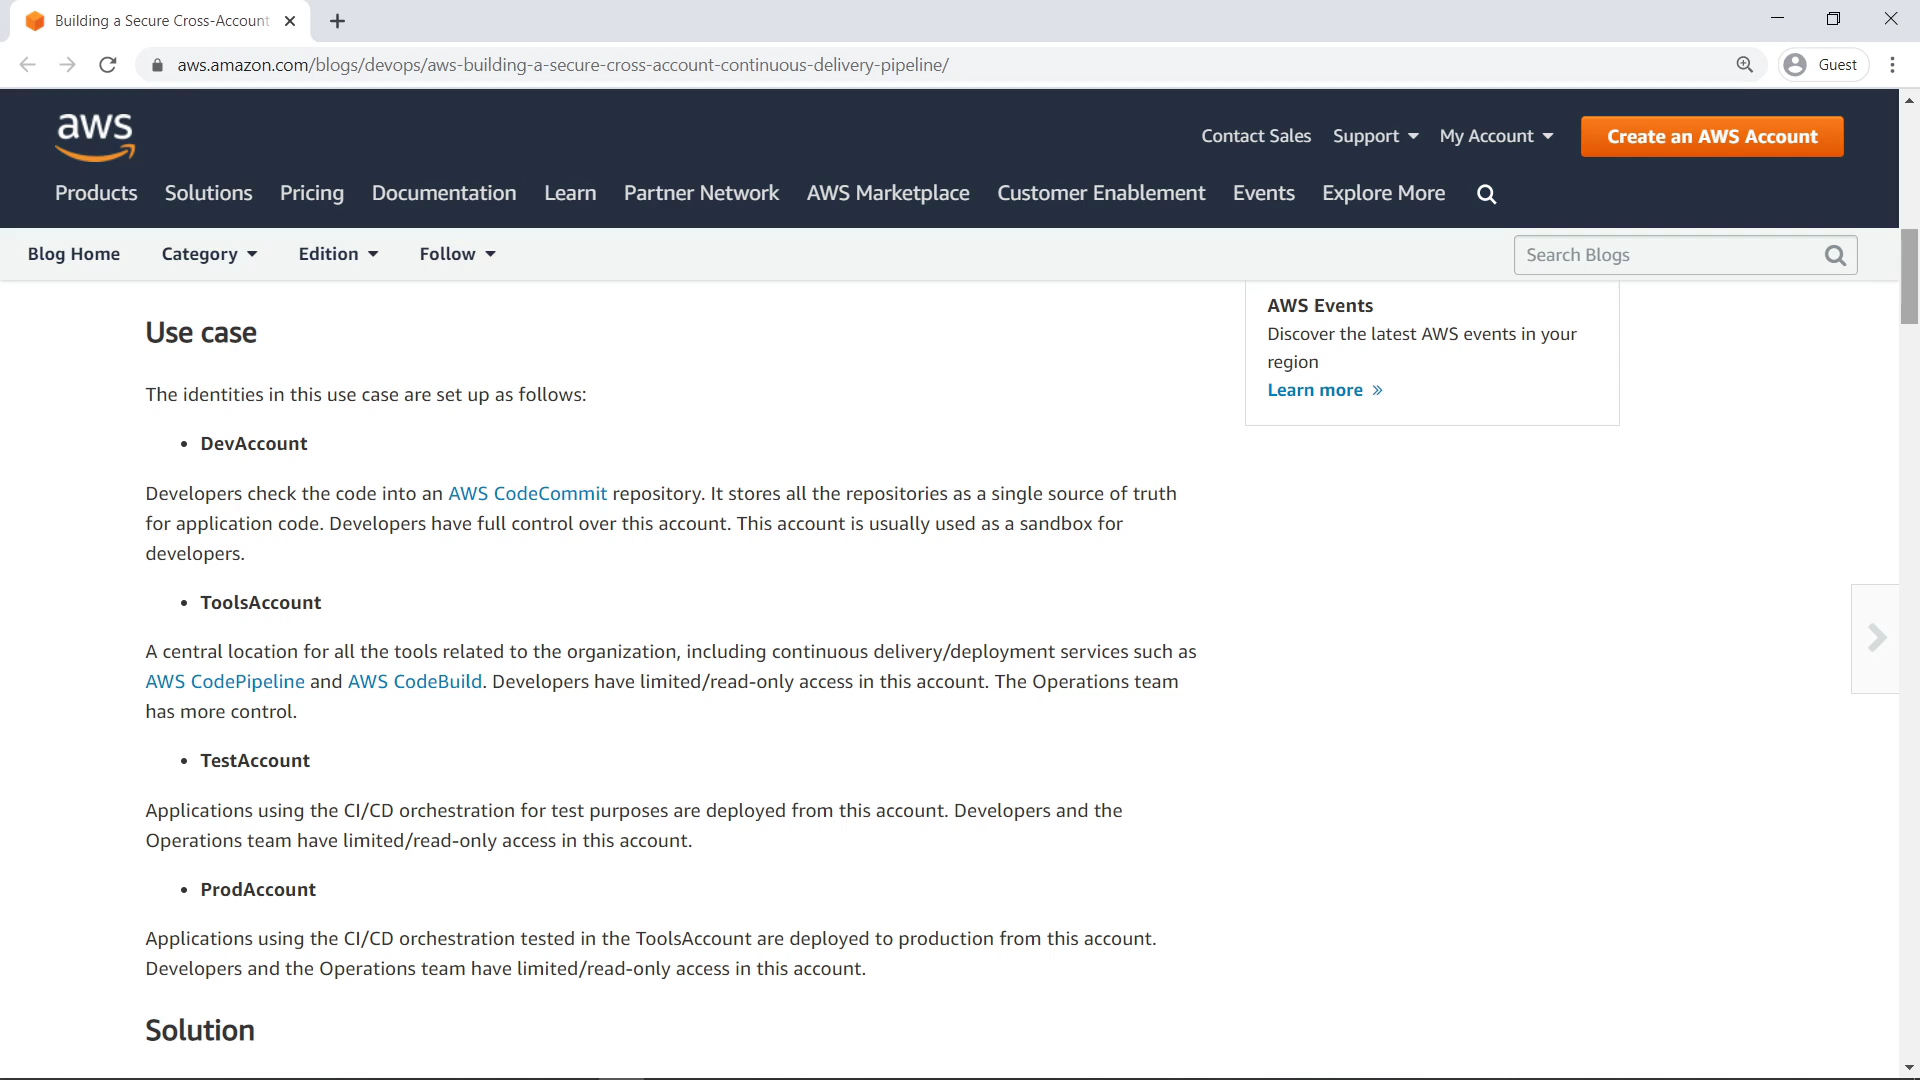 Building a Secure Cross-Account
aws.amazon.com/blogs/devops/aws-building-a-secure-cross-account-continuous-delivery-pipeline/
Guest
aws
Contact Sales Support My Account Create an AWS Account
Products Solutions Pricing Documentation Learn Partner Network AWS Marketplace Customer Enablement Events Explore More
Blog Home Category Edition Follow Search Blogs
AWS Events
Discover the latest AWS events in your
region
Learn more »
Use case
The identities in this use case are set up as follows:
• DevAccount
Developers check the code into an AWS CodeCommit repository. It stores all the repositories as a single source of truth
for application code. Developers have full control over this account. This account is usually used as a sandbox for
developers.
• ToolsAccount
A central location for all the tools related to the organization, including continuous delivery/deployment services such as
AWS CodePipeline and AWS CodeBuild. Developers have limited/read-only access in this account. The Operations team
has more control.
• TestAccount
Applications using the CI/CD orchestration for test purposes are deployed from this account. Developers and the
Operations team have limited/read-only access in this account.
• ProdAccount
Applications using the CI/CD orchestration tested in the ToolsAccount are deployed to production from this account.
Developers and the Operations team have limited/read-only access in this account.
Solution